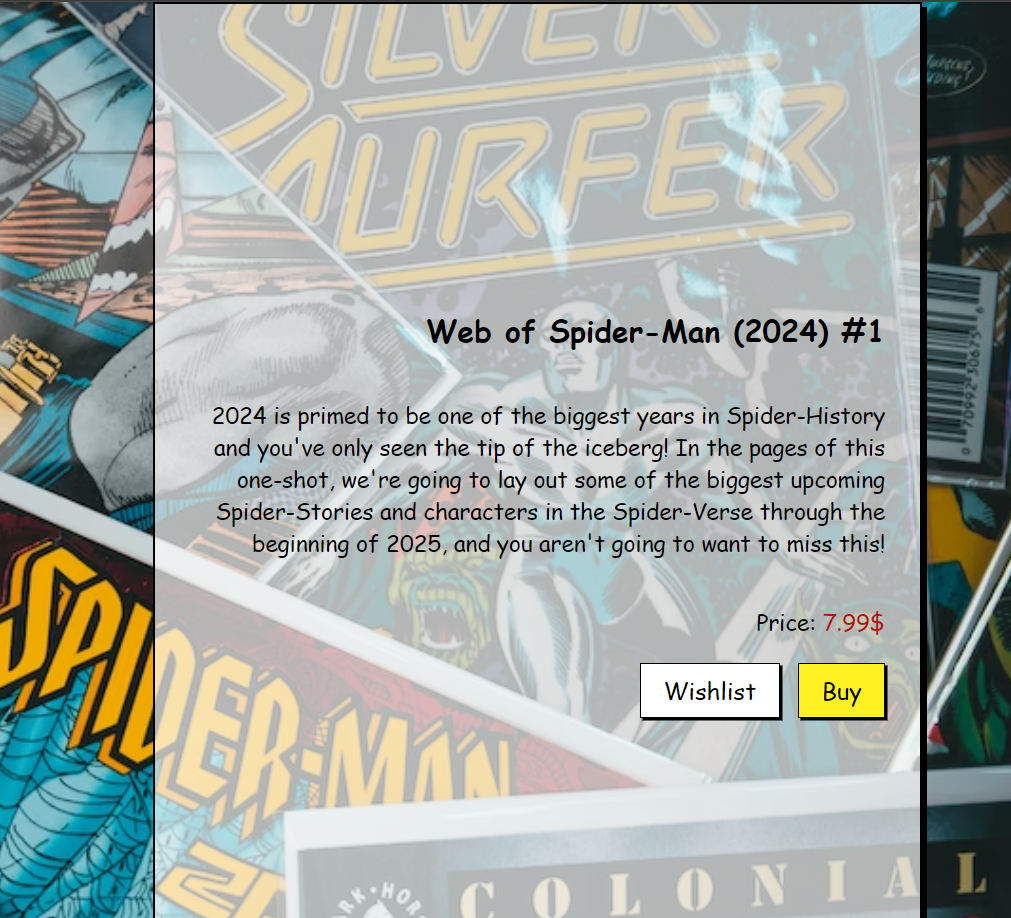 SILVER
SURFER
Web of Spider-Man (2024) #1
2024 is primed to be one of the biggest years in Spider-History
and you've only seen the tip of the iceberg! In the pages of this
one-shot, we're going to lay out some of the biggest upcoming
Spider-Stories and characters in the Spider-Verse through the
beginning of 2025, and you aren't going to want to miss this!
Price: 7.99$
Wishlist Buy
SPIDER-MAN
COLONIAL